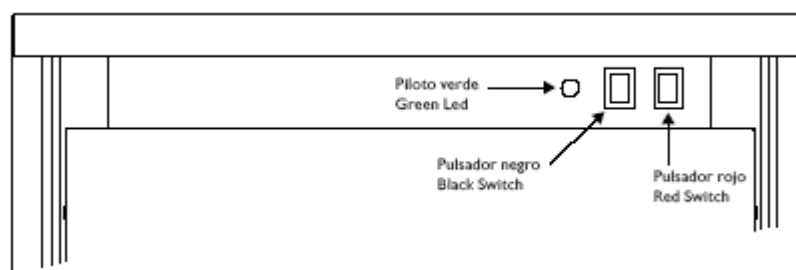 Piloto verde
Green Led
Pulsador negro
Black Switch
Pulsador rojo
Red Switch